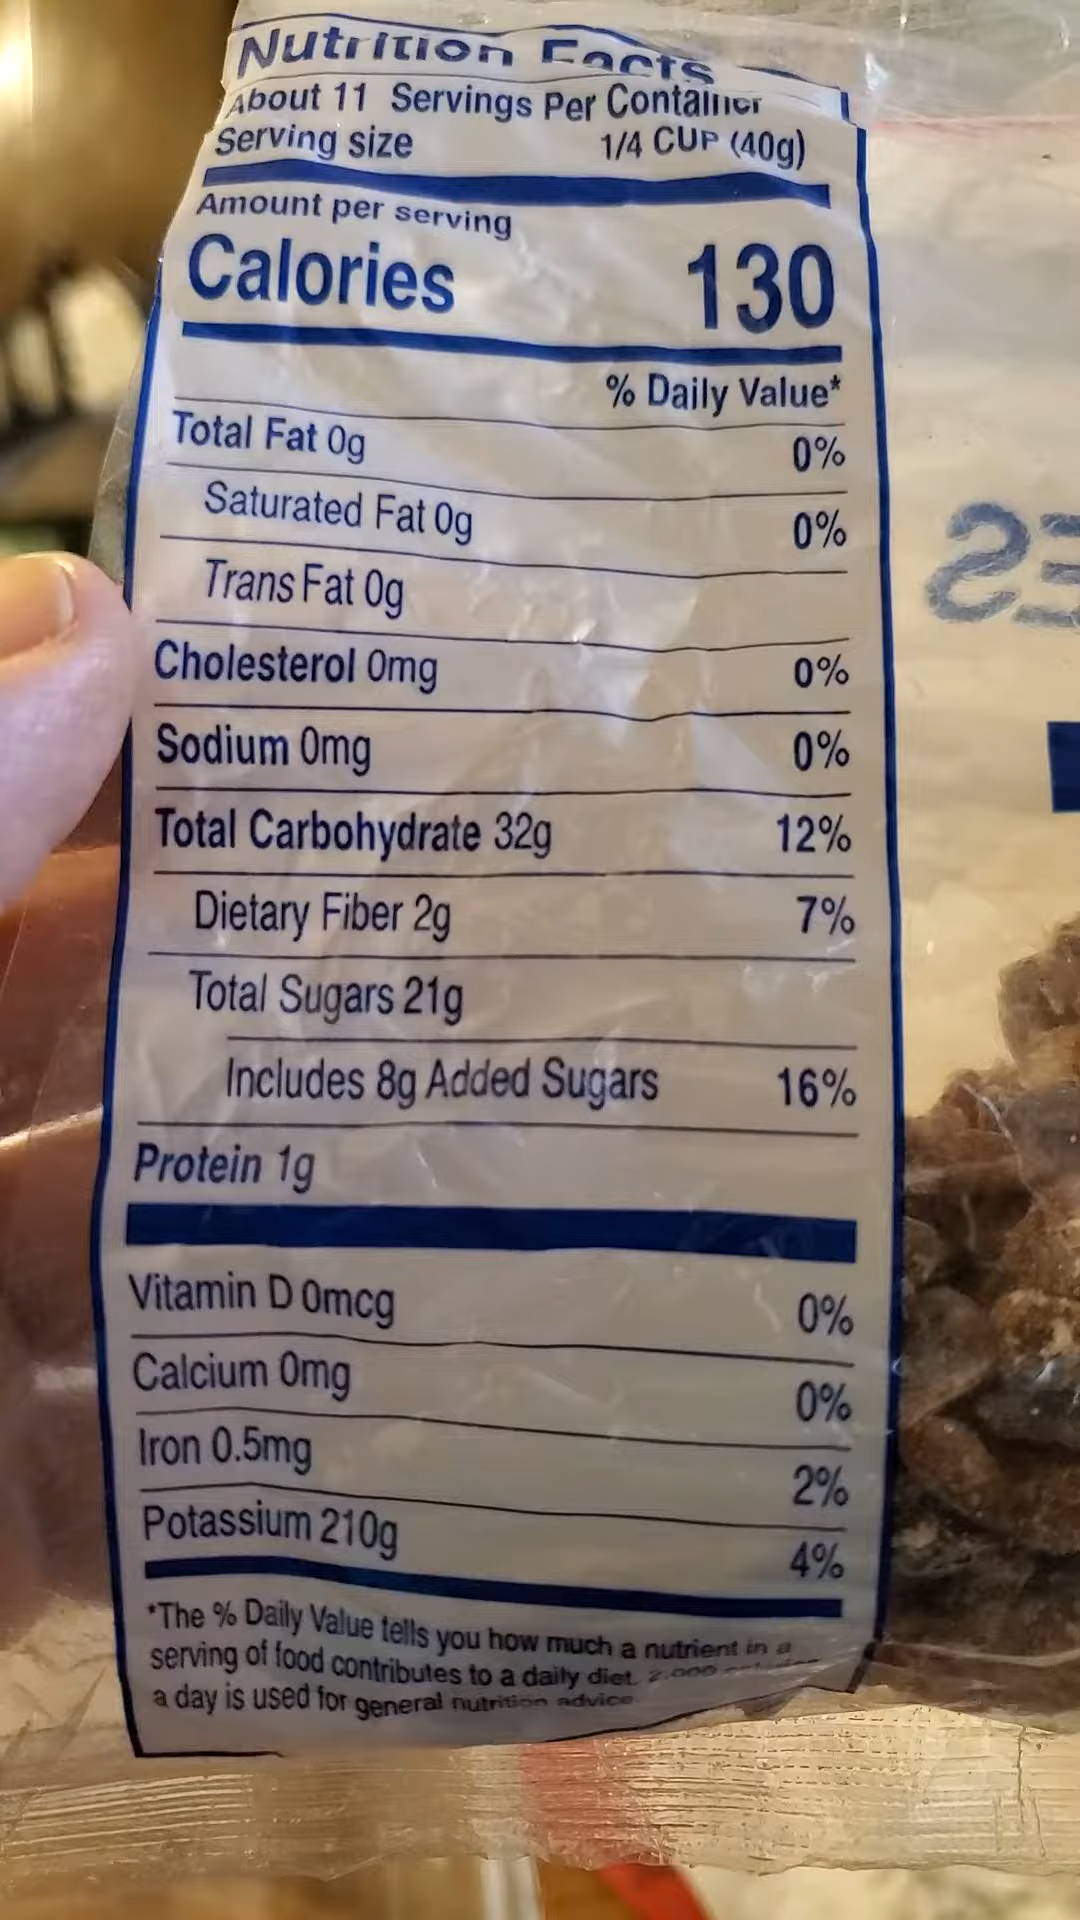 Nutrition Facts
About 11 Servings Per Container
Serving size 1/4 CUP (40g)
Amount per serving
Calories 130
% Daily Value*
Total Fat 0g 0%
Saturated Fat 0g 0%
Trans Fat 0g
Cholesterol 0mg 0%
Sodium 0mg 0%
Total Carbohydrate 32g 12%
Dietary Fiber 2g 7%
Total Sugars 21g
Includes 8g Added Sugars 16%
Protein 1g
Vitamin D 0mcg 0%
Calcium 0mg 0%
Iron 0.5mg 2%
Potassium 210g 4%
*The % Daily Value tells you how much a nutrient in a
serving of food contributes to a daily diet. 2,000 calories
a day is used for general nutrition advice.
ES